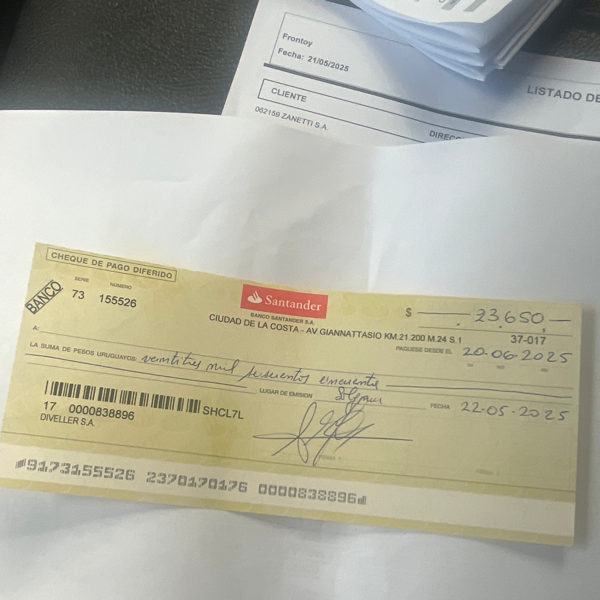 Frontoy
Fecha: 21/05/2025
LISTADO DE
CLIENTE
062159 ZANETTI S.A.
DIREC
CHEQUE DE PAGO DIFERIDO
BANCO
SERIE NUMERO
73 155526
Santander
BANCO SANTANDER S.A.
CIUDAD DE LA COSTA - AV GIANNATTASIO KM.21.200 M.24 S.1
$ 23.650
37-017
PAGUESE DESDE EL 20-06-2025
A:
LA SUMA DE PESOS URUGUAYOS: veintitres mil seiscientos cincuenta
LUGAR DE EMISION
FECHA 22-05-2025
17 0000838896 SHCL7L
DIVELLER S.A.
9173155526 2370170176 0000838896